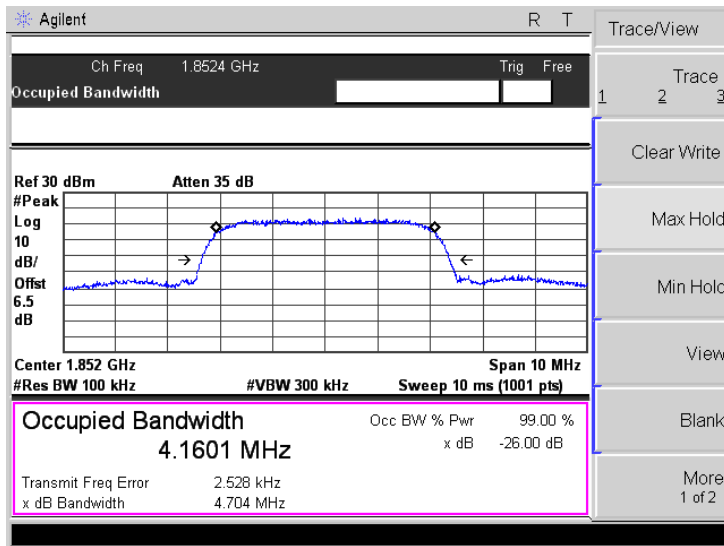 Agilent R T
Ch Freq 1.8524 GHz Trig Free
Occupied Bandwidth
Ref 30 dBm Atten 35 dB
#Peak
Log
10
dB/
Offst
6.5
dB
Center 1.852 GHz Span 10 MHz
#Res BW 100 kHz #VBW 300 kHz Sweep 10 ms (1001 pts)
Occupied Bandwidth
4.1601 MHz
Occ BW % Pwr 99.00 %
x dB -26.00 dB
Transmit Freq Error 2.528 kHz
x dB Bandwidth 4.704 MHz
Trace/View
Trace
1 2 3
Clear Write
Max Hold
Min Hold
View
Blank
More
1 of 2